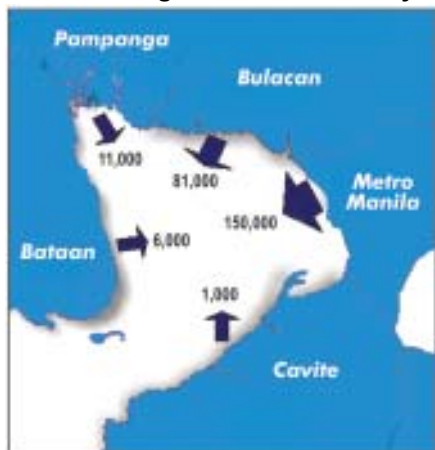 Pampanga
Bulacan
11,000
81,000
Metro
Manila
150,000
Bataan
6,000
1,000
Cavite